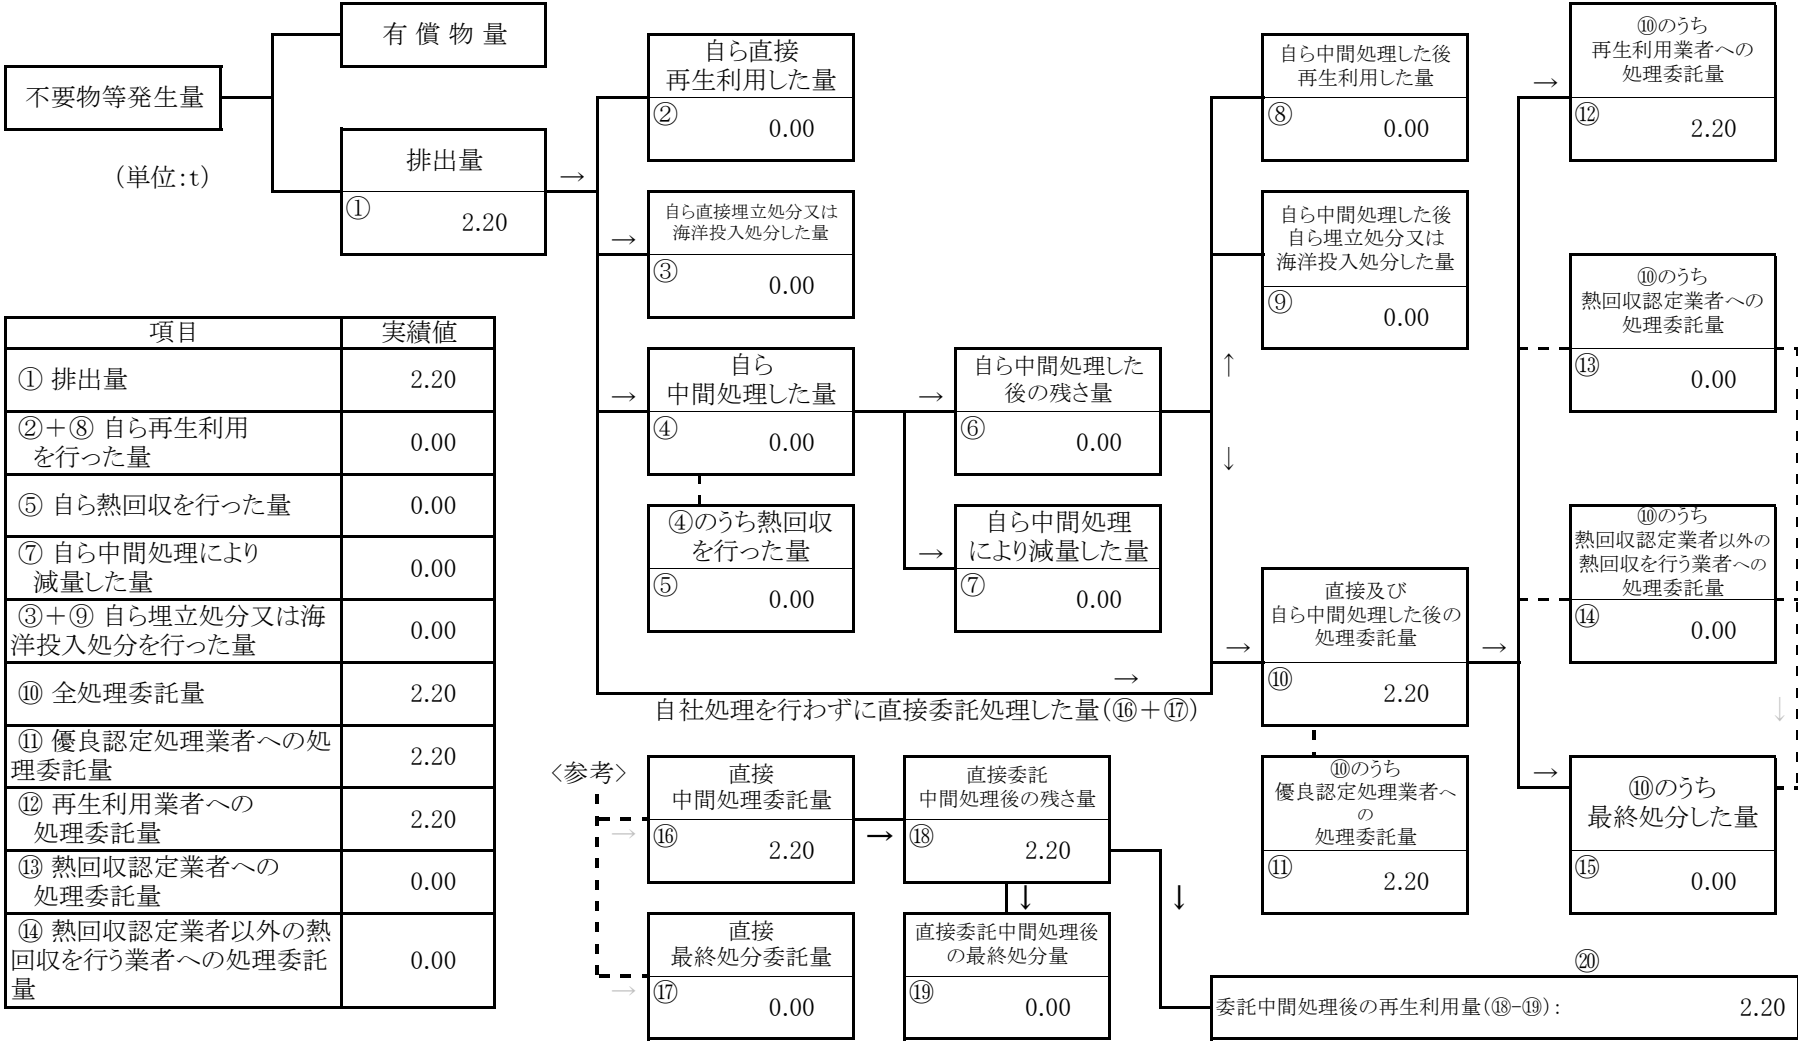 有 償 物 量
不要物等発生量
(単位:t)
排出量
①
2.20
→
自ら直接
再生利用した量
②
0.00
→
自ら直接埋立処分又は
海洋投入処分した量
③
0.00
→
自ら
中間処理した量
④
0.00
④のうち熱回収
を行った量
⑤
0.00
→
自ら中間処理した
後の残さ量
⑥
0.00
→
自ら中間処理
により減量した量
⑦
0.00
自ら中間処理した後
再生利用した量
⑧
0.00
自ら中間処理した後
自ら埋立処分又は
海洋投入処分した量
⑨
0.00
↑
↓
→
自社処理を行わずに直接委託処理した量(⑯+⑰)
→
直接及び
自ら中間処理した後の
処理委託量
⑩
2.20
→
⑩のうち
優良認定処理業者へ
の
処理委託量
⑪
2.20
→
⑩のうち
再生利用業者への
処理委託量
⑫
2.20
⑩のうち
熱回収認定業者への
処理委託量
⑬
0.00
⑩のうち
熱回収認定業者以外の
熱回収を行う業者への
処理委託量
⑭
0.00
↓
→
⑩のうち
最終処分した量
⑮
0.00
項目 実績値
① 排出量 2.20
②+⑧ 自ら再生利用
を行った量 0.00
⑤ 自ら熱回収を行った量 0.00
⑦ 自ら中間処理により
減量した量 0.00
③+⑨ 自ら埋立処分又は海
洋投入処分を行った量 0.00
⑩ 全処理委託量 2.20
⑪ 優良認定処理業者への処
理委託量 2.20
⑫ 再生利用業者への
処理委託量 2.20
⑬ 熱回収認定業者への
処理委託量 0.00
⑭ 熱回収認定業者以外の熱
回収を行う業者への処理委託
量 0.00
<参考>
→
直接
中間処理委託量
⑯
2.20
→
直接委託
中間処理後の残さ量
⑱
2.20
↓
↓
→
直接
最終処分委託量
⑰
0.00
直接委託中間処理後
の最終処分量
⑲
0.00
⑳
委託中間処理後の再生利用量(⑱-⑲): 2.20